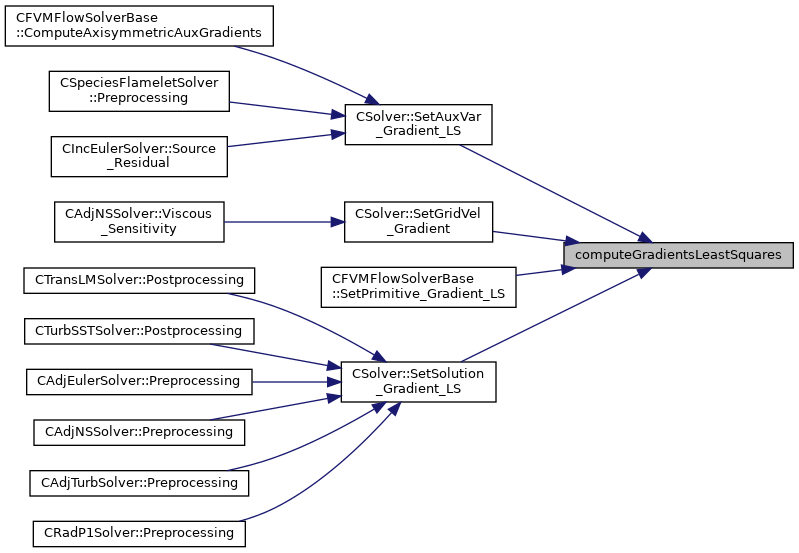 CFVMFlowSolverBase
::ComputeAxisymmetricAuxGradients
CSpeciesFlameletSolver
::Preprocessing
CIncEulerSolver::Source
_Residual
CSolver::SetAuxVar
_Gradient_LS
CAdjNSSolver::Viscous
_Sensitivity
CSolver::SetGridVel
_Gradient
computeGradientsLeastSquares
CFVMFlowSolverBase
::SetPrimitive_Gradient_LS
CTransLMSolver::Postprocessing
CTurbSSTSolver::Postprocessing
CAdjEulerSolver::Preprocessing
CAdjNSSolver::Preprocessing
CAdjTurbSolver::Preprocessing
CRadP1Solver::Preprocessing
CSolver::SetSolution
_Gradient_LS